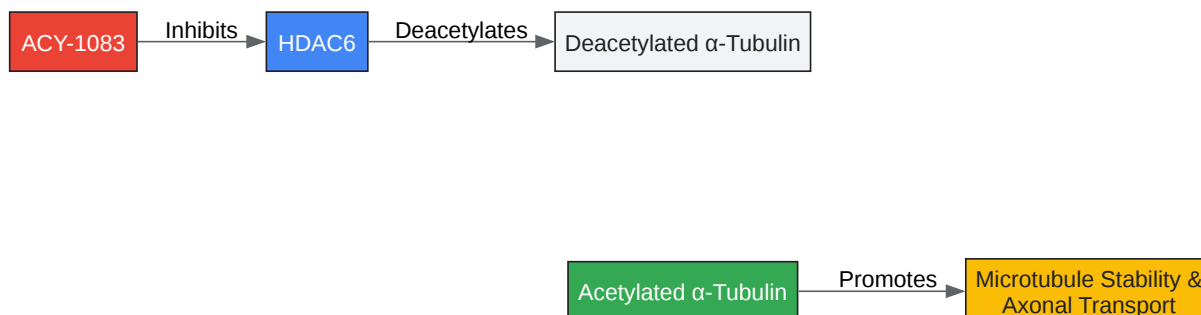 ACY-1083
Inhibits
HDAC6
Deacetylates
Deacetylated α-Tubulin
Acetylated α-Tubulin
Promotes
Microtubule Stability &
Axonal Transport